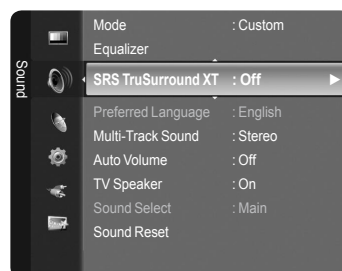 Sound
Mode : Custom
Equalizer
SRS TruSurround XT : Off
Preferred Language : English
Multi-Track Sound : Stereo
Auto Volume : Off
TV Speaker : On
Sound Select : Main
Sound Reset